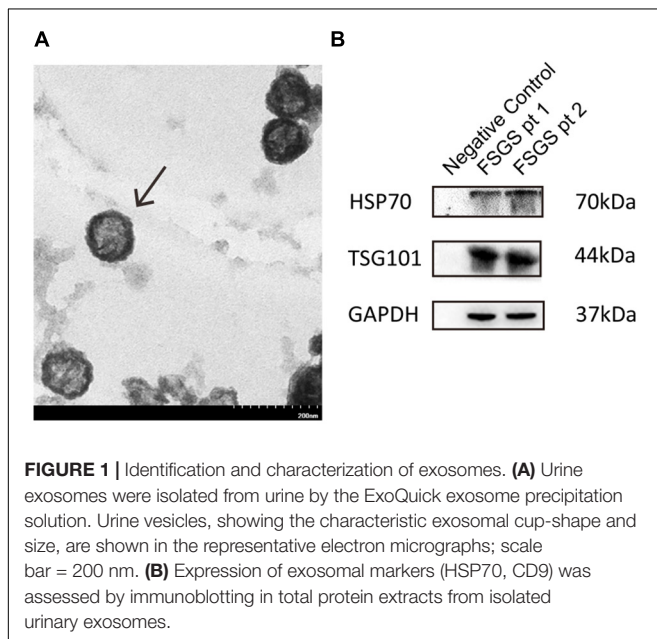 A
B
Negative Control
FSGS pt 1
FSGS pt 2
HSP70
70kDa
TSG101
44kDa
GAPDH
37kDa
200nm
FIGURE 1 | Identification and characterization of exosomes. (A) Urine
exosomes were isolated from urine by the ExoQuick exosome precipitation
solution. Urine vesicles, showing the characteristic exosomal cup-shape and
size, are shown in the representative electron micrographs; scale
bar = 200 nm. (B) Expression of exosomal markers (HSP70, CD9) was
assessed by immunoblotting in total protein extracts from isolated
urinary exosomes.